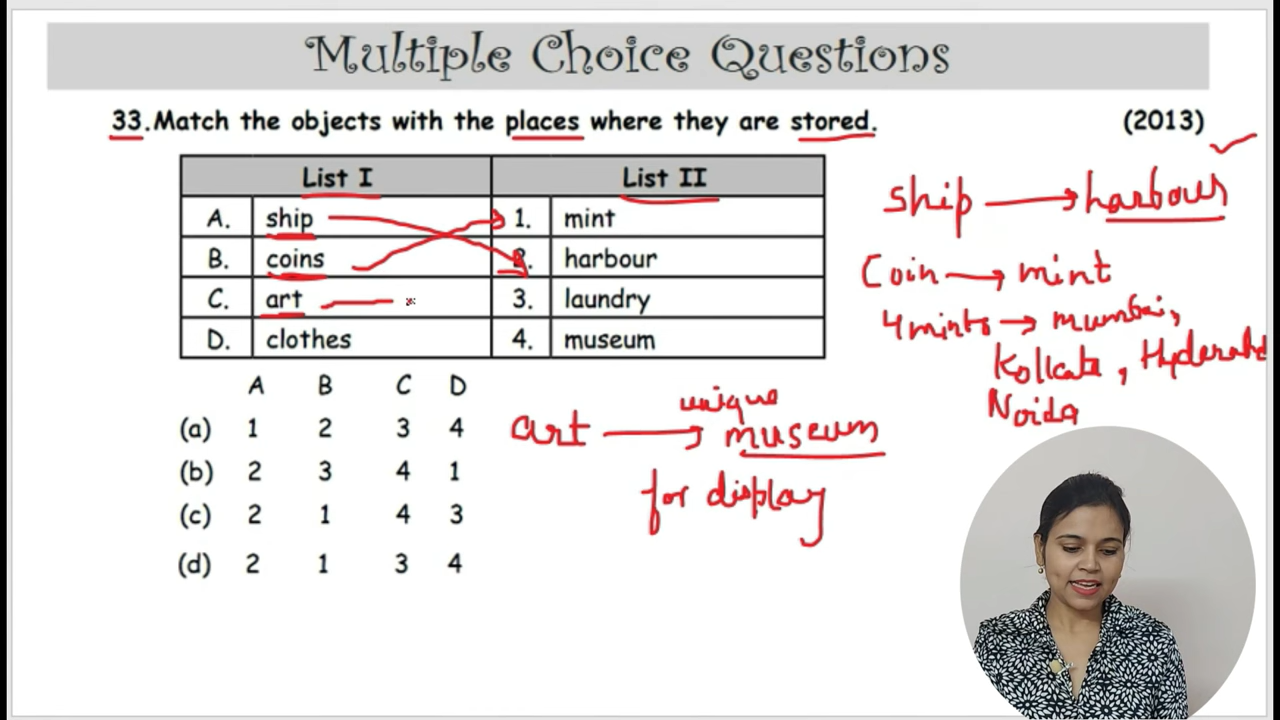 Multiple Choice Questions
33.Match the objects with the places where they are stored. (2013)
List I List II
A. ship 1. mint
B. coins 2. harbour
C. art 3. laundry
D. clothes 4. museum
A B C D
(a) 1 2 3 4
(b) 2 3 4 1
(c) 2 1 4 3
(d) 2 1 3 4
ship → harbour
Coin → mint
4 mints → mumbai,
Kolkata, Hyderabad
Noida
unique
art → museum
for display